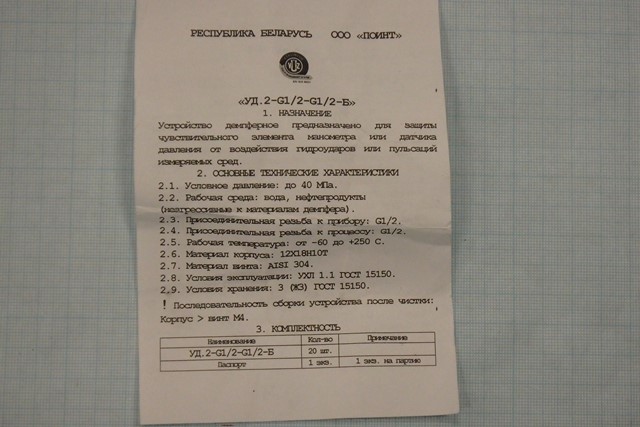 РЕСПУБЛИКА БЕЛАРУСЬ ООО «ПОИНТ»
«УД.2-G1/2-G1/2-Б»
1. НАЗНАЧЕНИЕ
Устройство демпферное предназначено для защиты
чувствительного элемента манометра или датчика
давления от воздействия гидроударов или пульсаций
измеряемых сред.
2. ОСНОВНЫЕ ТЕХНИЧЕСКИЕ ХАРАКТЕРИСТИКИ
2.1. Условное давление: до 40 МПа.
2.2. Рабочая среда: вода, нефтепродукты
(неагрессивные к материалам демпфера).
2.3. Присоединительная резьба к прибору: G1/2.
2.4. Присоединительная резьба к процессу: G1/2.
2.5. Рабочая температура: от -60 до +250 С.
2.6. Материал корпуса: 12Х18Н10Т
2.7. Материал винта: AISI 304.
2.8. Условия эксплуатации: УХЛ 1.1 ГОСТ 15150.
2.9. Условия хранения: 3 (Ж3) ГОСТ 15150.
! Последовательность сборки устройства после чистки:
Корпус > винт М4.
3. КОМПЛЕКТНОСТЬ
Наименование Кол-во Примечание
УД.2-G1/2-G1/2-Б 20 шт.
Паспорт 1 экз. 1 экз. на партию